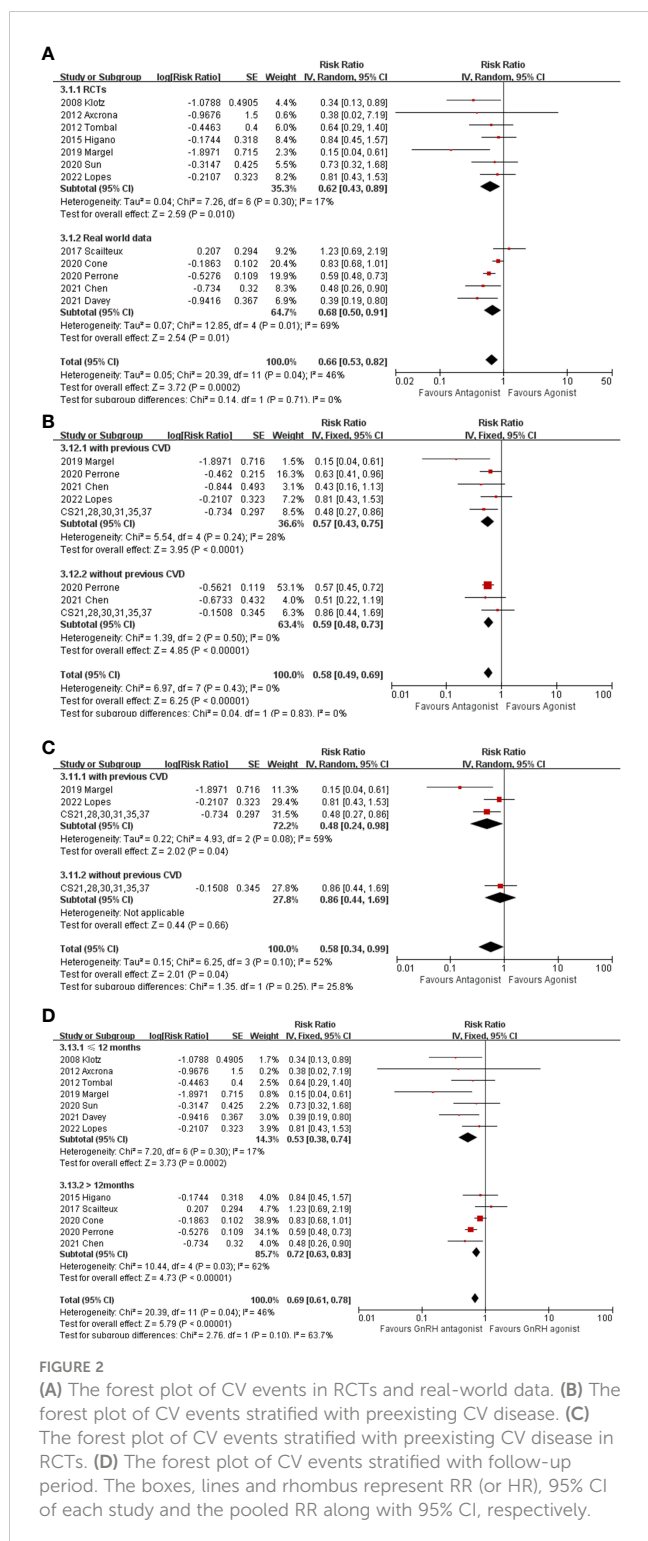 A
Risk Ratio Risk Ratio
Study or Subgroup log[Risk Ratio] SE Weight IV, Random, 95% CI IV, Random, 95% CI
3.1.1 RCTs
2008 Klotz -1.0788 0.4905 4.4% 0.34 [0.13, 0.89]
2012 Axcrona -0.9676 1.5 0.5% 0.38 [0.02, 7.19]
2012 Tombal -0.4463 0.4 6.1% 0.64 [0.29, 1.40]
2015 Higano -0.1744 0.318 8.4% 0.84 [0.45, 1.57]
2019 Margel -1.8971 0.715 2.3% 0.15 [0.04, 0.61]
2020 Sun -0.3147 0.425 5.5% 0.73 [0.32, 1.68]
2022 Lopes -0.2107 0.323 8.2% 0.81 [0.43, 1.53]
Subtotal (95% CI) 35.3% 0.62 [0.43, 0.89]
Heterogeneity: Tau² = 0.04; Chi² = 7.26, df = 6 (P = 0.30); I² = 17%
Test for overall effect: Z = 2.59 (P = 0.010)
3.1.2 Real world data
2017 Scailteux 0.207 0.294 9.2% 1.23 [0.69, 2.19]
2020 Cone -0.1863 0.102 20.4% 0.83 [0.68, 1.01]
2020 Perrone -0.5276 0.109 19.9% 0.59 [0.48, 0.73]
2021 Chen -0.734 0.32 8.3% 0.48 [0.26, 0.90]
2021 Davey -0.9416 0.367 6.9% 0.39 [0.19, 0.80]
Subtotal (95% CI) 64.7% 0.68 [0.50, 0.91]
Heterogeneity: Tau² = 0.07; Chi² = 12.85, df = 4 (P = 0.01); I² = 69%
Test for overall effect: Z = 2.54 (P = 0.01)
Total (95% CI) 100.0% 0.66 [0.53, 0.82]
Heterogeneity: Tau² = 0.05; Chi² = 20.39, df = 11 (P = 0.04); I² = 46%
Test for overall effect: Z = 3.72 (P = 0.0002)
Test for subgroup differences: Chi² = 0.14, df = 1 (P = 0.71), I² = 0%
0.02 0.1 1 10 50
Favours Antagonist Favours Agonist
B
Risk Ratio Risk Ratio
Study or Subgroup log[Risk Ratio] SE Weight IV, Fixed, 95% CI IV, Fixed, 95% CI
3.12.1 with previous CVD
2019 Margel -1.8971 0.716 1.5% 0.15 [0.04, 0.61]
2020 Perrone -0.462 0.215 16.3% 0.63 [0.41, 0.96]
2021 Chen -0.844 0.493 3.1% 0.43 [0.16, 1.13]
2022 Lopes -0.2107 0.323 7.2% 0.81 [0.43, 1.53]
CS21,28,30,31,35,37 -0.734 0.297 8.5% 0.48 [0.27, 0.86]
Subtotal (95% CI) 36.6% 0.57 [0.43, 0.75]
Heterogeneity: Chi² = 5.54, df = 4 (P = 0.24); I² = 28%
Test for overall effect: Z = 3.95 (P < 0.0001)
3.12.2 without previous CVD
2020 Perrone -0.5621 0.119 53.1% 0.57 [0.45, 0.72]
2021 Chen -0.6733 0.432 4.0% 0.51 [0.22, 1.19]
CS21,28,30,31,35,37 -0.1508 0.345 6.3% 0.86 [0.44, 1.69]
Subtotal (95% CI) 63.4% 0.59 [0.48, 0.73]
Heterogeneity: Chi² = 1.39, df = 2 (P = 0.50); I² = 0%
Test for overall effect: Z = 4.85 (P < 0.00001)
Total (95% CI) 100.0% 0.58 [0.49, 0.69]
Heterogeneity: Chi² = 6.97, df = 7 (P = 0.43); I² = 0%
Test for overall effect: Z = 6.25 (P < 0.00001)
Test for subgroup differences: Chi² = 0.04, df = 1 (P = 0.83), I² = 0%
0.01 0.1 1 10 100
Favours Antagonist Favours Agonist
C
Risk Ratio Risk Ratio
Study or Subgroup log[Risk Ratio] SE Weight IV, Random, 95% CI IV, Random, 95% CI
3.11.1 with previous CVD
2019 Margel -1.8971 0.716 11.3% 0.15 [0.04, 0.61]
2022 Lopes -0.2107 0.323 29.4% 0.81 [0.43, 1.53]
CS21,28,30,31,35,37 -0.734 0.297 31.5% 0.48 [0.27, 0.86]
Subtotal (95% CI) 72.2% 0.48 [0.24, 0.98]
Heterogeneity: Tau² = 0.22; Chi² = 4.93, df = 2 (P = 0.08); I² = 59%
Test for overall effect: Z = 2.02 (P = 0.04)
3.11.2 without previous CVD
CS21,28,30,31,35,37 -0.1508 0.345 27.8% 0.86 [0.44, 1.69]
Subtotal (95% CI) 27.8% 0.86 [0.44, 1.69]
Heterogeneity: Not applicable
Test for overall effect: Z = 0.44 (P = 0.66)
Total (95% CI) 100.0% 0.58 [0.34, 0.99]
Heterogeneity: Tau² = 0.15; Chi² = 6.25, df = 3 (P = 0.10); I² = 52%
Test for overall effect: Z = 2.01 (P = 0.04)
Test for subgroup differences: Chi² = 1.35, df = 1 (P = 0.25), I² = 25.8%
0.01 0.1 1 10 100
Favours Antagonist Favours Agonist
D
Risk Ratio Risk Ratio
Study or Subgroup log[Risk Ratio] SE Weight IV, Fixed, 95% CI IV, Fixed, 95% CI
3.13.1 ≤ 12 months
2008 Klotz -1.0788 0.4905 1.7% 0.34 [0.13, 0.89]
2012 Axcrona -0.9676 1.5 0.2% 0.38 [0.02, 7.19]
2012 Tombal -0.4463 0.4 2.5% 0.64 [0.29, 1.40]
2019 Margel -1.8971 0.715 0.8% 0.15 [0.04, 0.61]
2020 Sun -0.3147 0.425 2.2% 0.73 [0.32, 1.68]
2021 Davey -0.9416 0.367 3.0% 0.39 [0.19, 0.80]
2022 Lopes -0.2107 0.323 3.9% 0.81 [0.43, 1.53]
Subtotal (95% CI) 14.3% 0.53 [0.38, 0.74]
Heterogeneity: Chi² = 7.20, df = 6 (P = 0.30); I² = 17%
Test for overall effect: Z = 3.73 (P = 0.0002)
3.13.2 > 12months
2015 Higano -0.1744 0.318 4.0% 0.84 [0.45, 1.57]
2017 Scailteux 0.207 0.294 4.7% 1.23 [0.69, 2.19]
2020 Cone -0.1863 0.102 38.9% 0.83 [0.68, 1.01]
2020 Perrone -0.5276 0.109 34.1% 0.59 [0.48, 0.73]
2021 Chen -0.734 0.32 4.0% 0.48 [0.26, 0.90]
Subtotal (95% CI) 85.7% 0.72 [0.63, 0.83]
Heterogeneity: Chi² = 10.44, df = 4 (P = 0.03); I² = 62%
Test for overall effect: Z = 4.73 (P < 0.00001)
Total (95% CI) 100.0% 0.69 [0.61, 0.78]
Heterogeneity: Chi² = 20.39, df = 11 (P = 0.04); I² = 46%
Test for overall effect: Z = 5.79 (P < 0.00001)
Test for subgroup differences: Chi² = 2.76, df = 1 (P = 0.10), I² = 63.7%
0.01 0.1 1 10 100
Favours GnRH antagonist Favours GnRH agonist
FIGURE 2
(A) The forest plot of CV events in RCTs and real-world data. (B) The
forest plot of CV events stratified with preexisting CV disease. (C)
The forest plot of CV events stratified with preexisting CV disease in
RCTs. (D) The forest plot of CV events stratified with follow-up
period. The boxes, lines and rhombus represent RR (or HR), 95% CI
of each study and the pooled RR along with 95% CI, respectively.